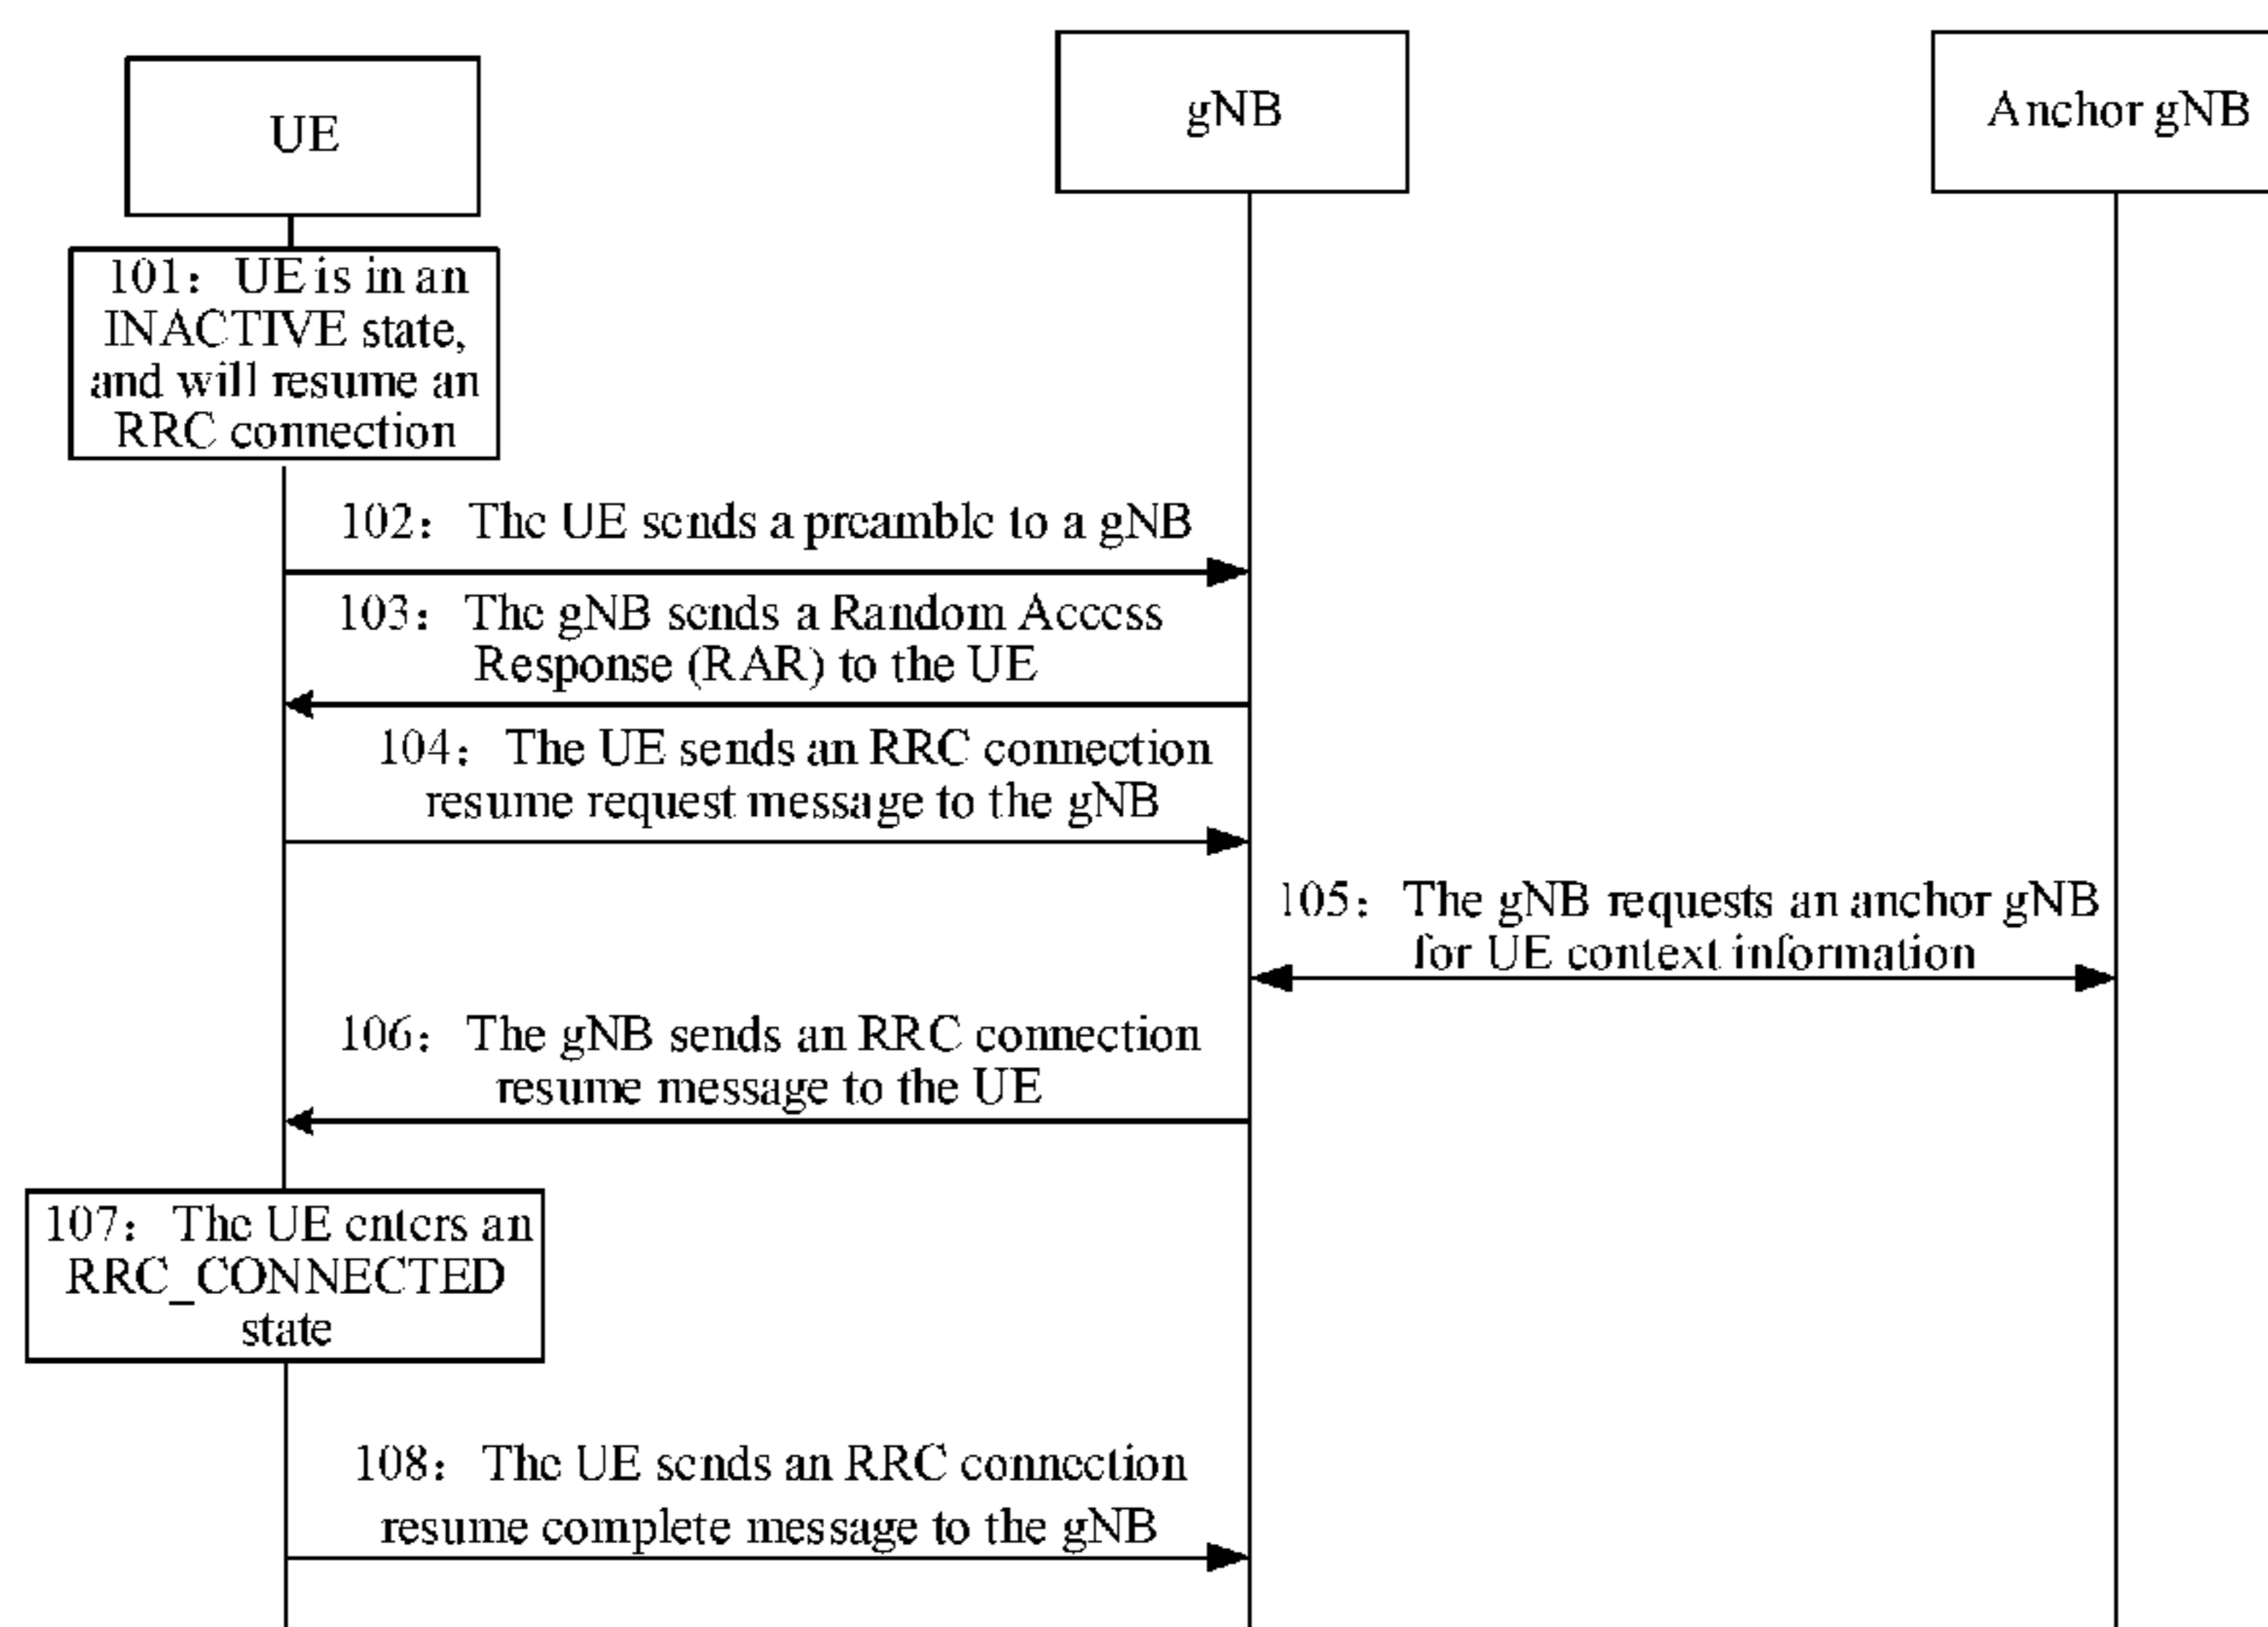 UE
gNB
Anchor gNB
101：UE is in an
INACTIVE state,
and will resume an
RRC connection
102：The UE sends a preamble to a gNB
103：The gNB sends a Random Access
Response (RAR) to the UE
104：The UE sends an RRC connection
resume request message to the gNB
105：The gNB requests an anchor gNB
for UE context information
106：The gNB sends an RRC connection
resume message to the UE
107：The UE enters an
RRC_CONNECTED
state
108：The UE sends an RRC connection
resume complete message to the gNB